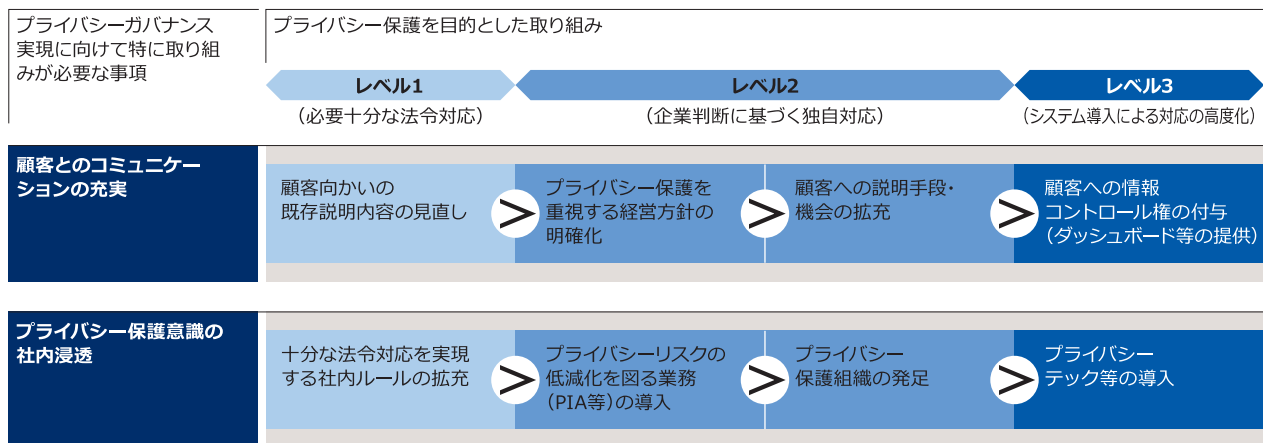 プライバシーガバナンス
実現に向けて特に取り組
みが必要な事項
プライバシー保護を目的とした取り組み
レベル1
レベル2
レベル3
（必要十分な法令対応）
（企業判断に基づく独自対応）
（システム導入による対応の高度化）
顧客とのコミュニケー
ションの充実
顧客向かいの
既存説明内容の見直し
>
プライバシー保護を
重視する経営方針の
明確化
>
顧客への説明手段・
機会の拡充
>
顧客への情報
コントロール権の付与
（ダッシュボード等の提供）
プライバシー保護意識の
社内浸透
十分な法令対応を実現
する社内ルールの拡充
>
プライバシーリスクの
低減化を図る業務
（PIA等）の導入
>
プライバシー
保護組織の発足
>
プライバシー
テック等の導入